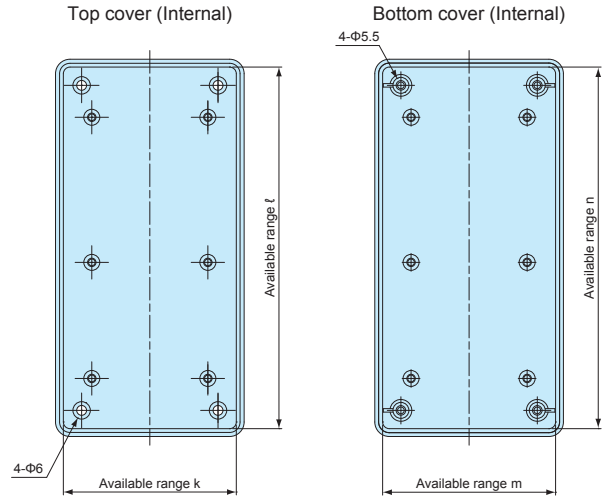 Top cover (Internal)
Bottom cover (Internal)
4-Φ5.5
Available range ℓ
Available range n
4-Φ6
Available range k
Available range m